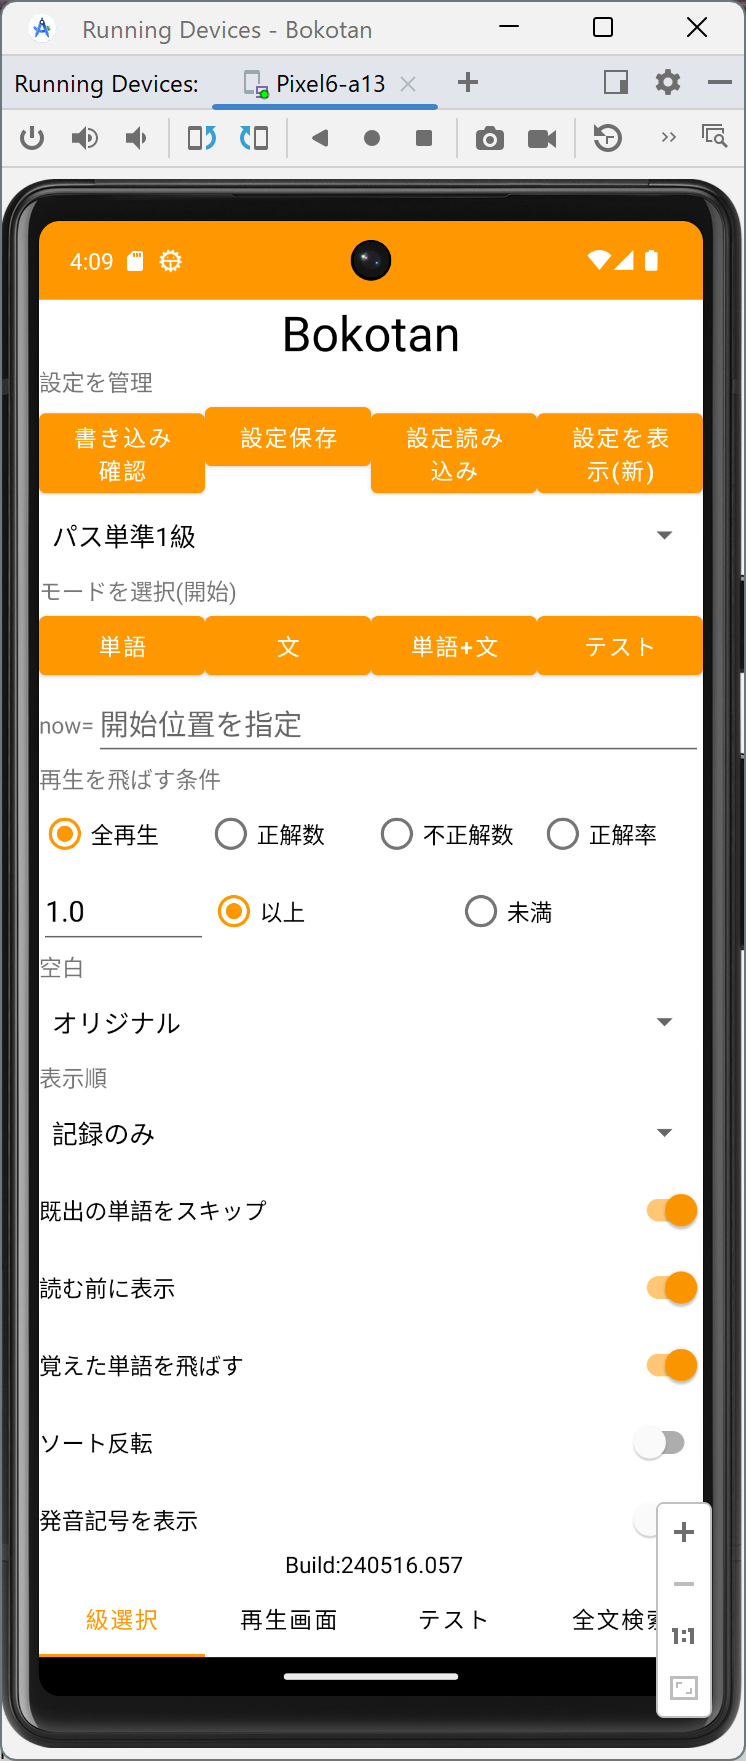 Running Devices - Bokotan
Running Devices: Pixel6-a13
4:09
Bokotan
設定を管理
書き込み
確認
設定保存
設定読み
込み
設定を表
示(新)
パス単準1級
モードを選択(開始)
単語 文 単語+文 テスト
now= 開始位置を指定
再生を飛ばす条件
全再生 正解数 不正解数 正解率
1.0 以上 未満
空白
オリジナル
表示順
記録のみ
既出の単語をスキップ
読む前に表示
覚えた単語を飛ばす
ソート反転
発音記号を表示
Build:240516.057
級選択 再生画面 テスト 全文検索
1:1